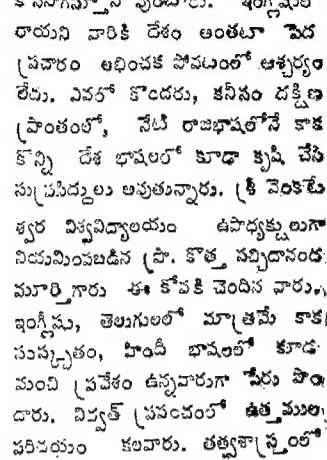 కొనసాగిస్తూనే వుంటారు. ఇంగ్లీషులో
రాయని వారికి దేశం అంతటా పెద
ప్రచారం లభించక పోవటంలో ఆశ్చర్యం
లేదు. ఎవరో కొందరు, కనీసం దక్షిణ
ప్రాంతంలో, నేటి రాజభాషలోనే కాక
కొన్ని దేశ భాషలలో కూడా కృషి చేసి
సుప్రసిద్ధులు అవుతున్నారు. శ్రీ వెంకటే
శ్వర విశ్వవిద్యాలయం ఉపాధ్యక్షులుగా
నియమింపబడిన ప్రొ. కొత్త సచ్చిదానంద
మూర్తిగారు ఈ కోవకి చెందిన వారు.
ఇంగ్లీషు, తెలుగులలో మాత్రమే కాక
సంస్కృతం, హిందీ భాషలలో కూడ
మంచి ప్రవేశం ఉన్నవారుగా పేరు పొం
దారు. విద్వత్ ప్రపంచంలో ఉత్తముల
పరిచయం కలవారు. తత్వశాస్త్రంలో